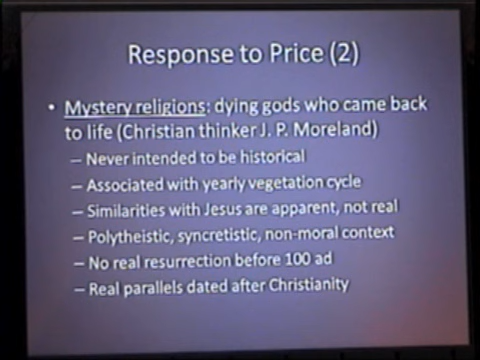 Response to Price (2)
• Mystery religions: dying gods who came back
to life (Christian thinker J. P. Moreland)
– Never intended to be historical
– Associated with yearly vegetation cycle
– Similarities with Jesus are apparent, not real
– Polytheistic, syncretistic, non-moral context
– No real resurrection before 100 ad
– Real parallels dated after Christianity